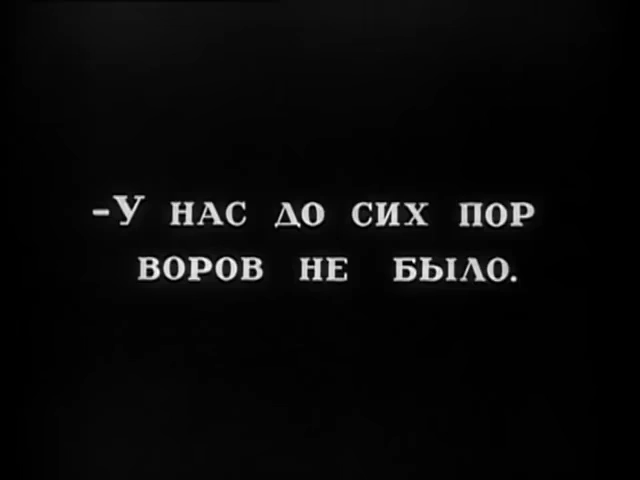 -У НАС ДО СИХ ПОР
ВОРОВ НЕ БЫЛО.